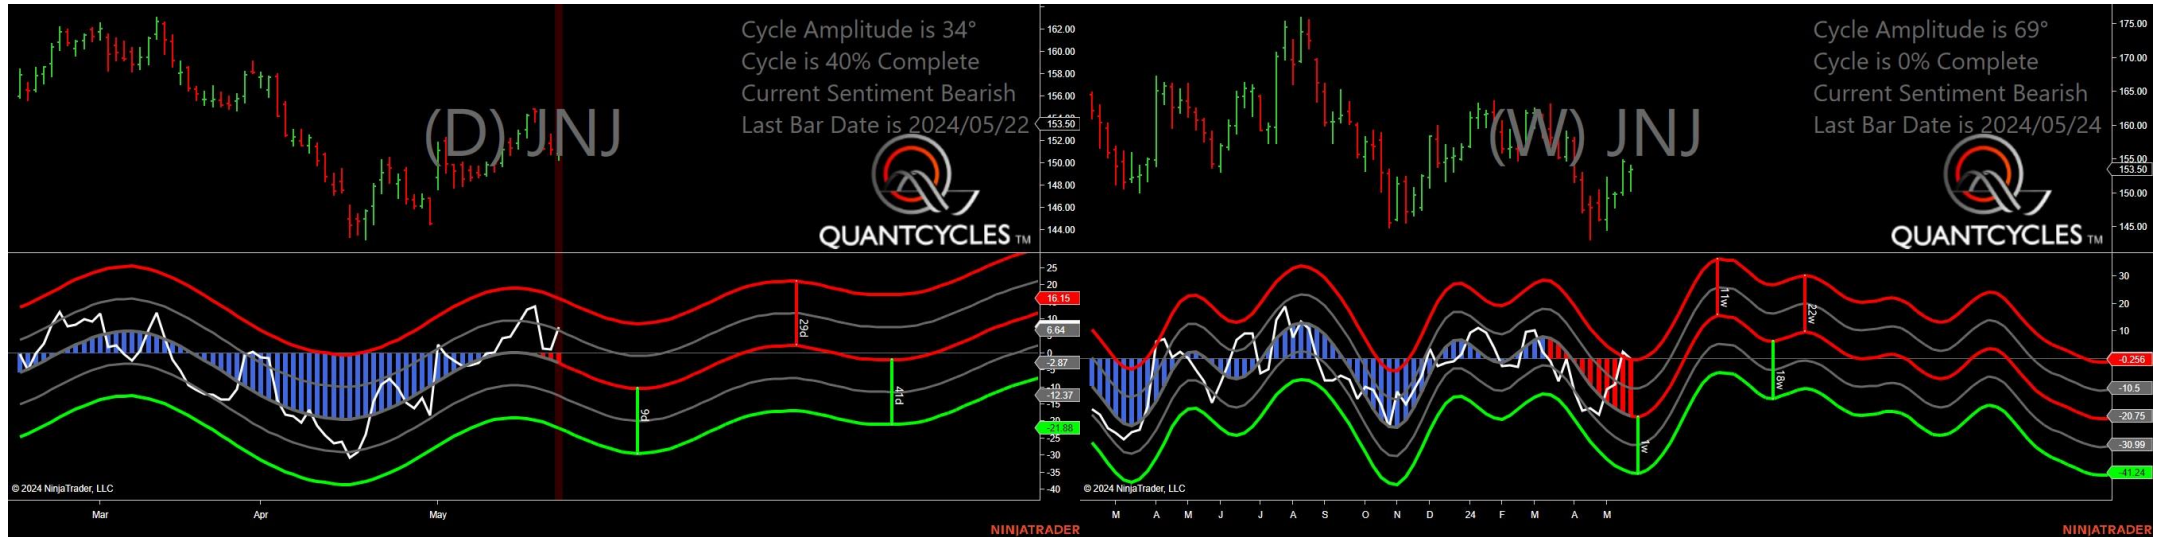 Cycle Amplitude is 34°
Cycle is 40% Complete
Current Sentiment Bearish
Last Bar Date is 2024/05/22
(D) JNJ
QUANTCYCLES TM
162.00
160.00
158.00
156.00
153.50
152.00
150.00
148.00
146.00
144.00
25
20
16.15
10
6.64
0
-2.87
-5
-10
-12.37
-15
-21.88
-25
-30
-35
-40
29d
9d
41d
© 2024 NinjaTrader, LLC
Mar Apr May
NINJATRADER
Cycle Amplitude is 69°
Cycle is 0% Complete
Current Sentiment Bearish
Last Bar Date is 2024/05/24
(W) JNJ
QUANTCYCLES TM
175.00
170.00
165.00
160.00
155.00
153.50
150.00
145.00
30
20
10
-0.256
-10.5
-20.75
-30.99
-41.24
11w
22w
18w
1w
© 2024 NinjaTrader, LLC
M A M J J A S O N D 24 F M A M
NINJATRADER